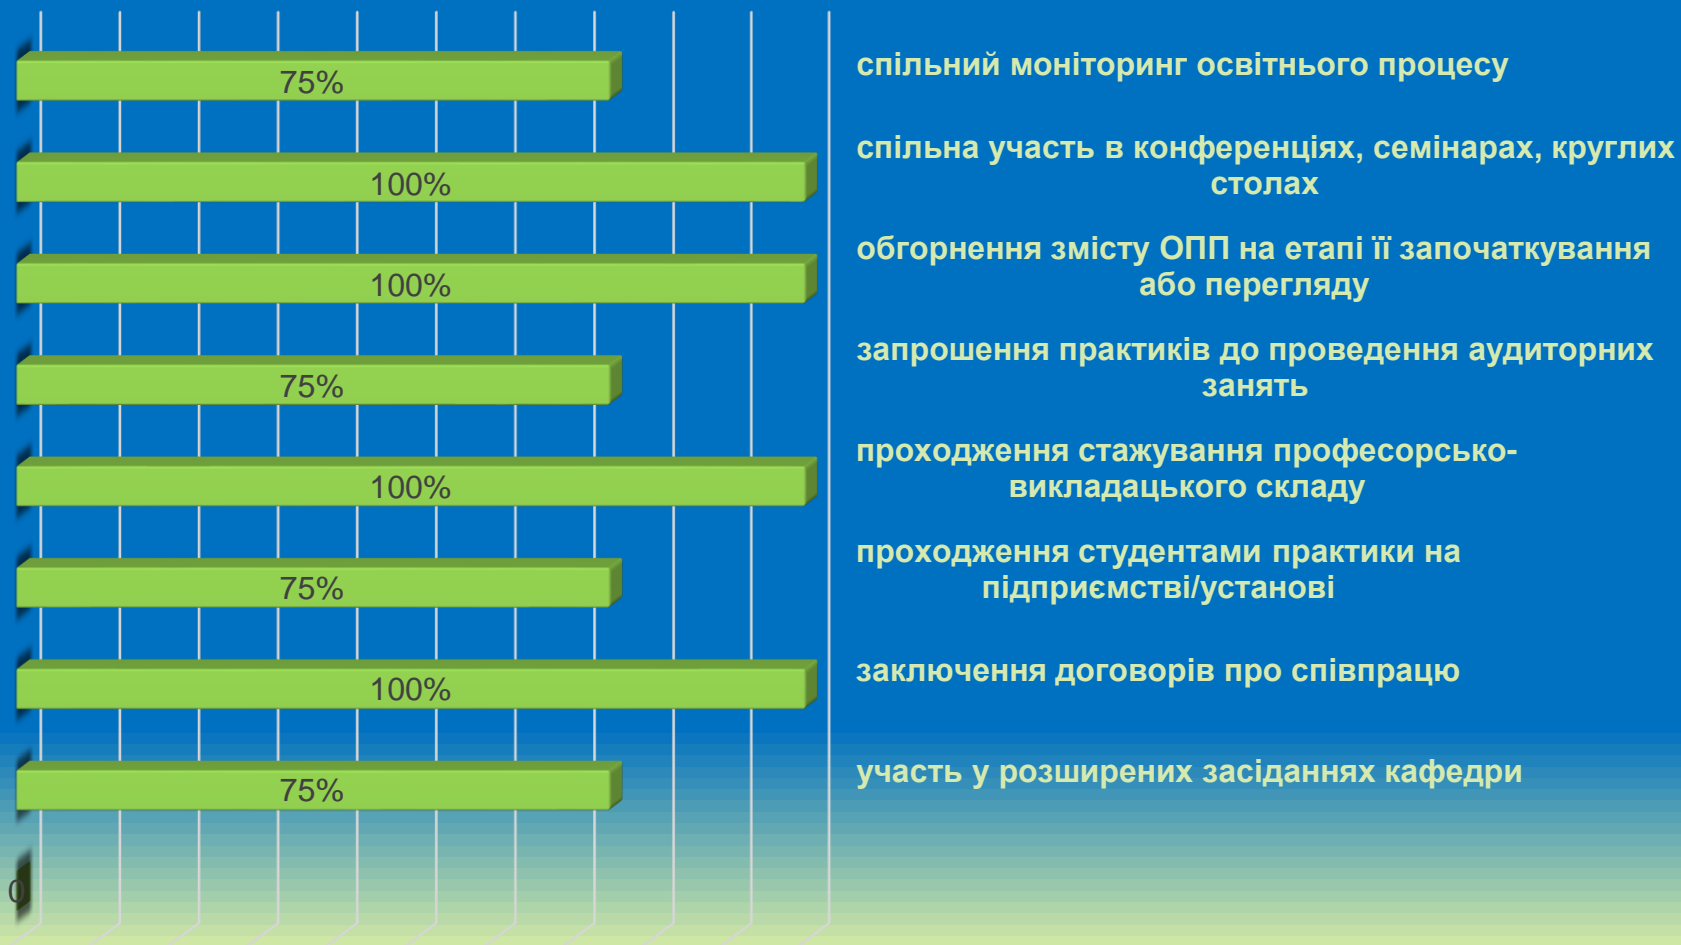 75%
спільний моніторинг освітнього процесу
100%
спільна участь в конференціях, семінарах, круглих
столах
100%
обгорнення змісту ОПП на етапі її започаткування
або перегляду
75%
запрошення практиків до проведення аудиторних
занять
100%
проходження стажування професорсько-
викладацького складу
75%
проходження студентами практики на
підприємстві/установі
100%
заключення договорів про співпрацю
75%
участь у розширених засіданнях кафедри
0